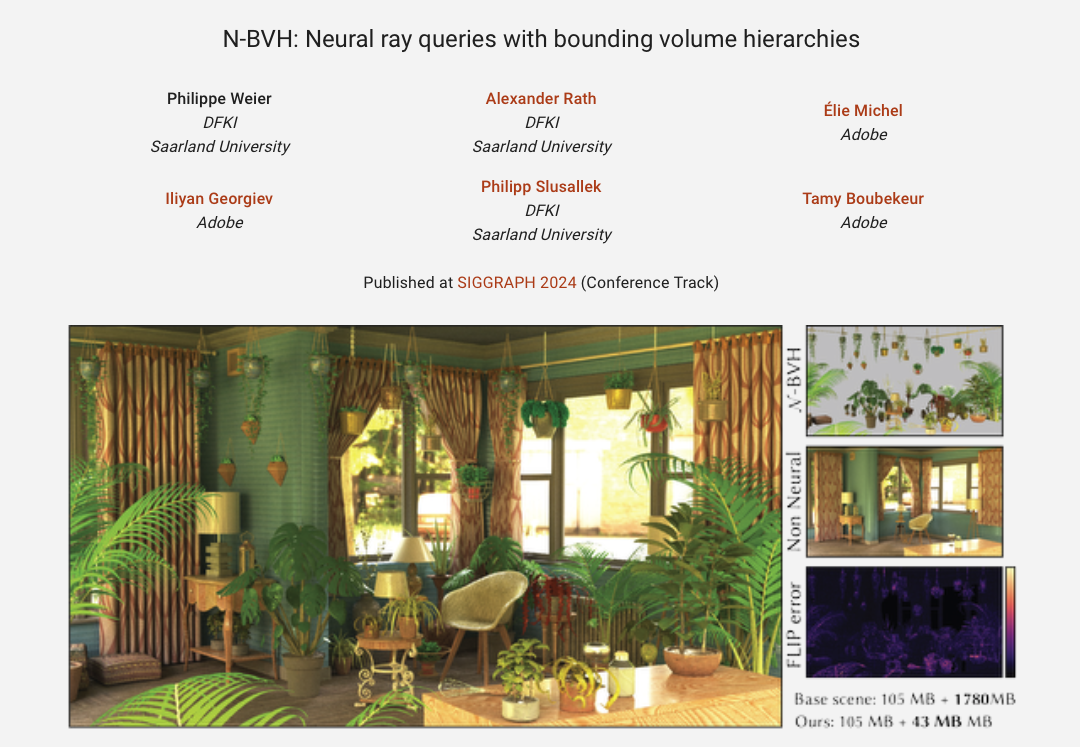 N-BVH: Neural ray queries with bounding volume hierarchies
Philippe Weier
DFKI
Saarland University
Alexander Rath
DFKI
Saarland University
Élie Michel
Adobe
Iliyan Georgiev
Adobe
Philipp Slusallek
DFKI
Saarland University
Tamy Boubekeur
Adobe
Published at SIGGRAPH 2024 (Conference Track)
N-BVH
Non Neural
FLIP error
Base scene: 105 MB + 1780MB
Ours: 105 MB + 43 MB MB